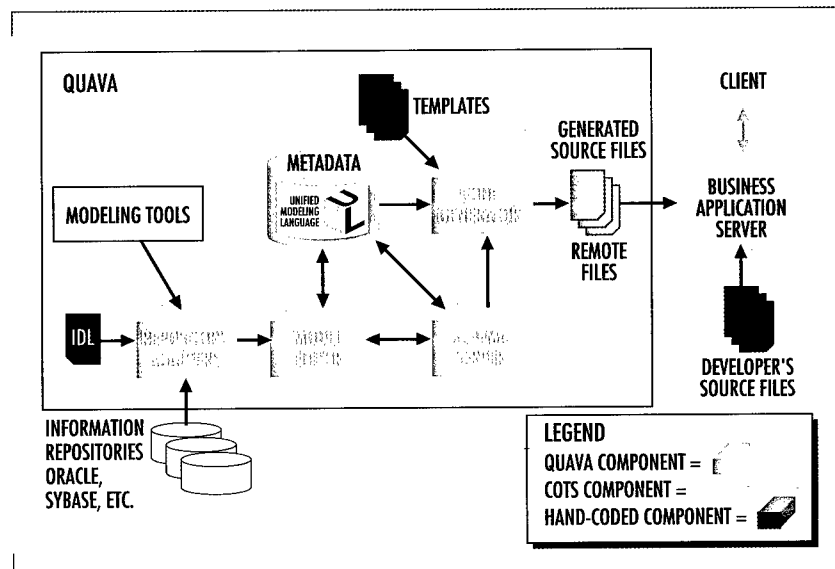 QUAVA
TEMPLATES
METADATA
UNIFIED
MODELING
LANGUAGE
UL
MODELING TOOLS
GENERATED
SOURCE FILES
REMOTE
FILES
CLIENT
BUSINESS
APPLICATION
SERVER
IDL
DEVELOPER'S
SOURCE FILES
INFORMATION
REPOSITORIES
ORACLE,
SYBASE, ETC.
LEGEND
QUAVA COMPONENT =
COTS COMPONENT =
HAND-CODED COMPONENT =